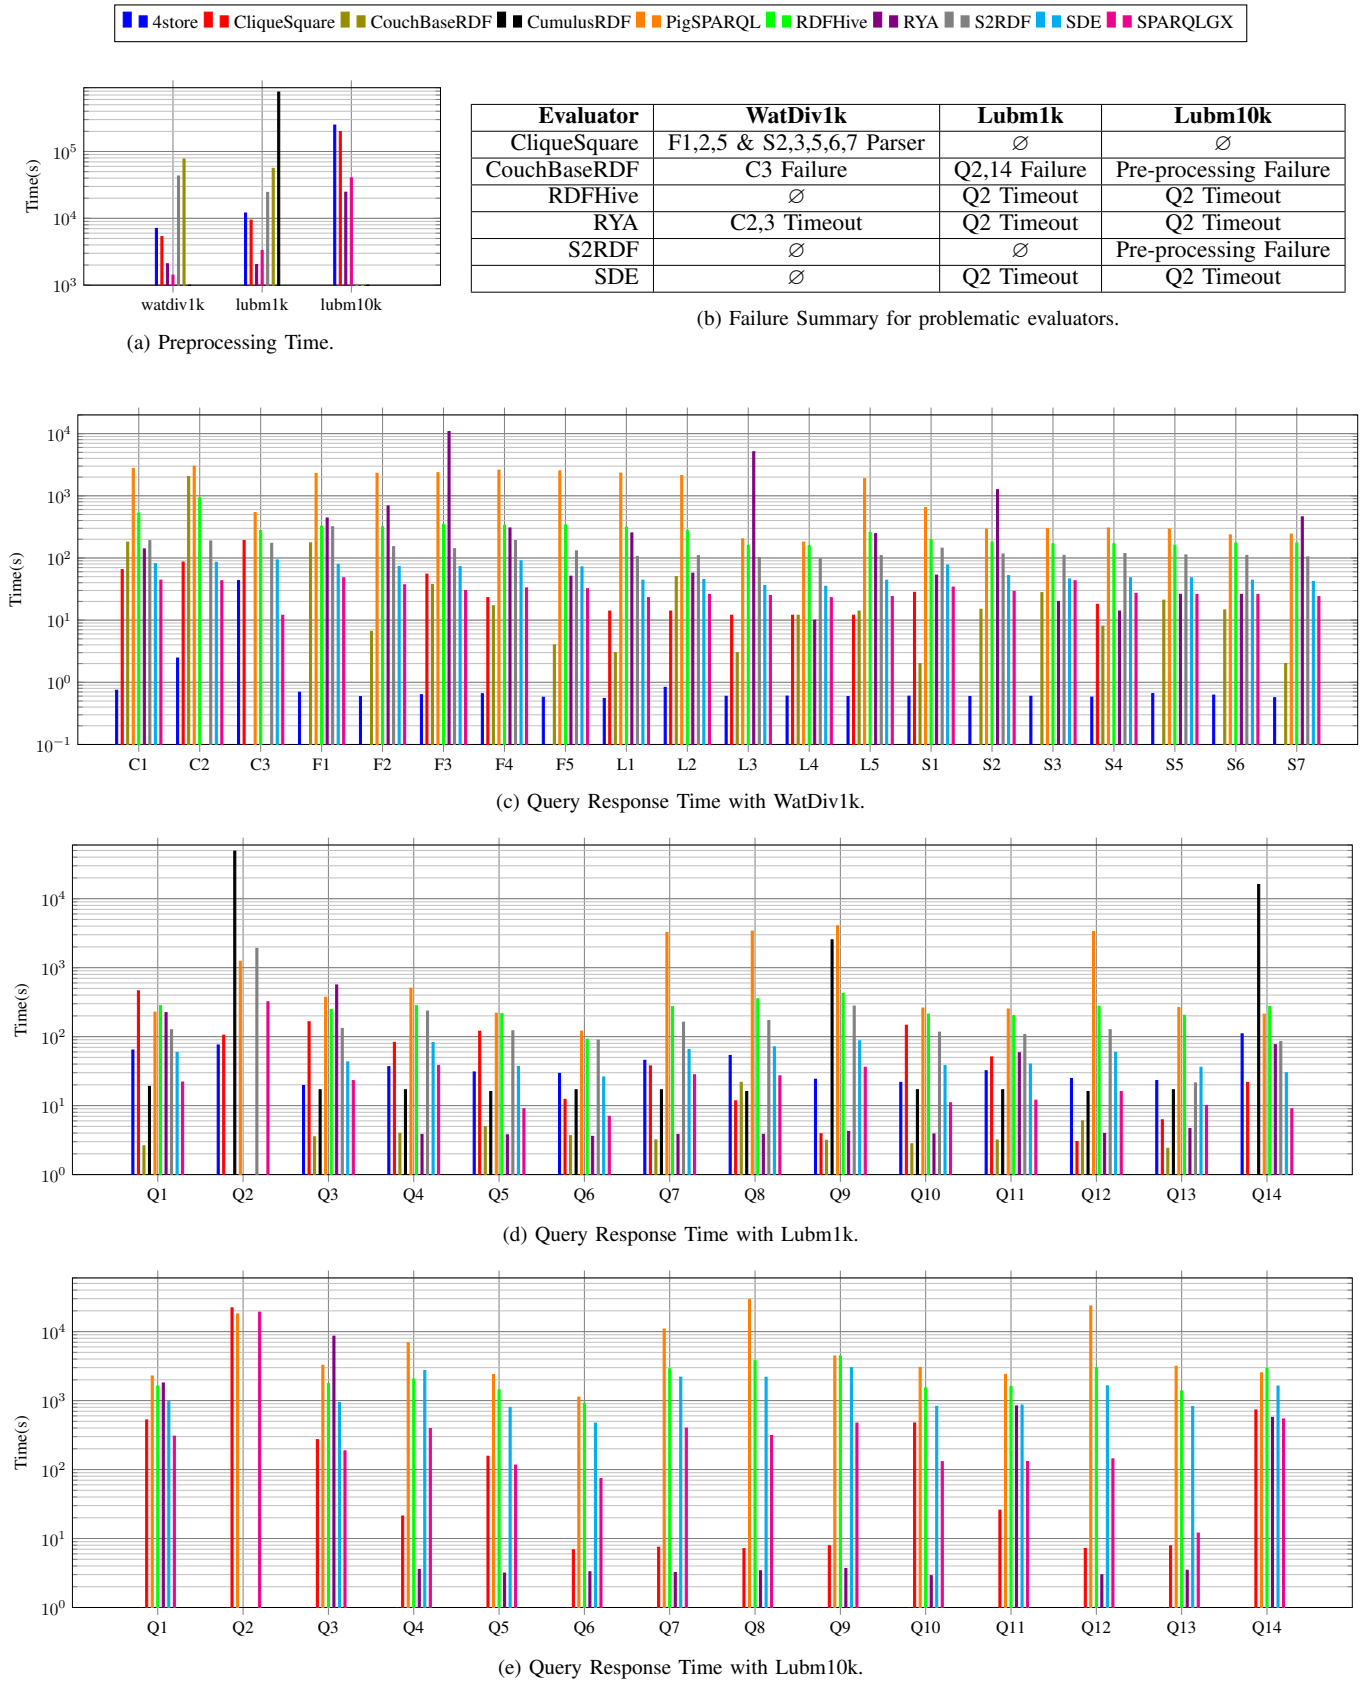 4store CliqueSquare CouchBaseRDF CumulusRDF PigSPARQL RDFHive RYA S2RDF SDE SPARQLGX
Time(s)
10^5
10^4
10^3
watdiv1k lubm1k lubm10k
(a) Preprocessing Time.
Evaluator WatDiv1k Lubm1k Lubm10k
CliqueSquare F1,2,5 & S2,3,5,6,7 Parser ∅ ∅
CouchBaseRDF C3 Failure Q2,14 Failure Pre-processing Failure
RDFHive ∅ Q2 Timeout Q2 Timeout
RYA C2,3 Timeout Q2 Timeout Q2 Timeout
S2RDF ∅ ∅ Pre-processing Failure
SDE ∅ Q2 Timeout Q2 Timeout
(b) Failure Summary for problematic evaluators.
Time(s)
10^4
10^3
10^2
10^1
10^0
10^−1
C1 C2 C3 F1 F2 F3 F4 F5 L1 L2 L3 L4 L5 S1 S2 S3 S4 S5 S6 S7
(c) Query Response Time with WatDiv1k.
Time(s)
10^4
10^3
10^2
10^1
10^0
Q1 Q2 Q3 Q4 Q5 Q6 Q7 Q8 Q9 Q10 Q11 Q12 Q13 Q14
(d) Query Response Time with Lubm1k.
Time(s)
10^4
10^3
10^2
10^1
10^0
Q1 Q2 Q3 Q4 Q5 Q6 Q7 Q8 Q9 Q10 Q11 Q12 Q13 Q14
(e) Query Response Time with Lubm10k.